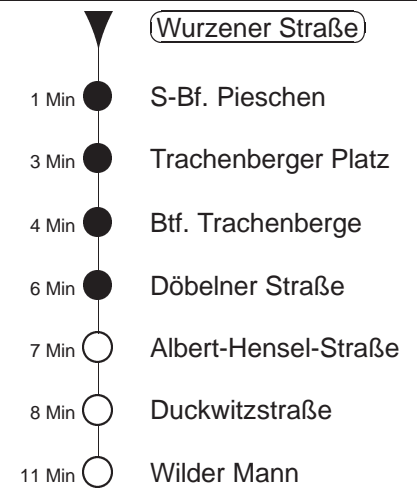 Wurzener Straße
1 Min S-Bf. Pieschen
3 Min Trachenberger Platz
4 Min Btf. Trachenberge
6 Min Döbelner Straße
7 Min Albert-Hensel-Straße
8 Min Duckwitzstraße
11 Min Wilder Mann